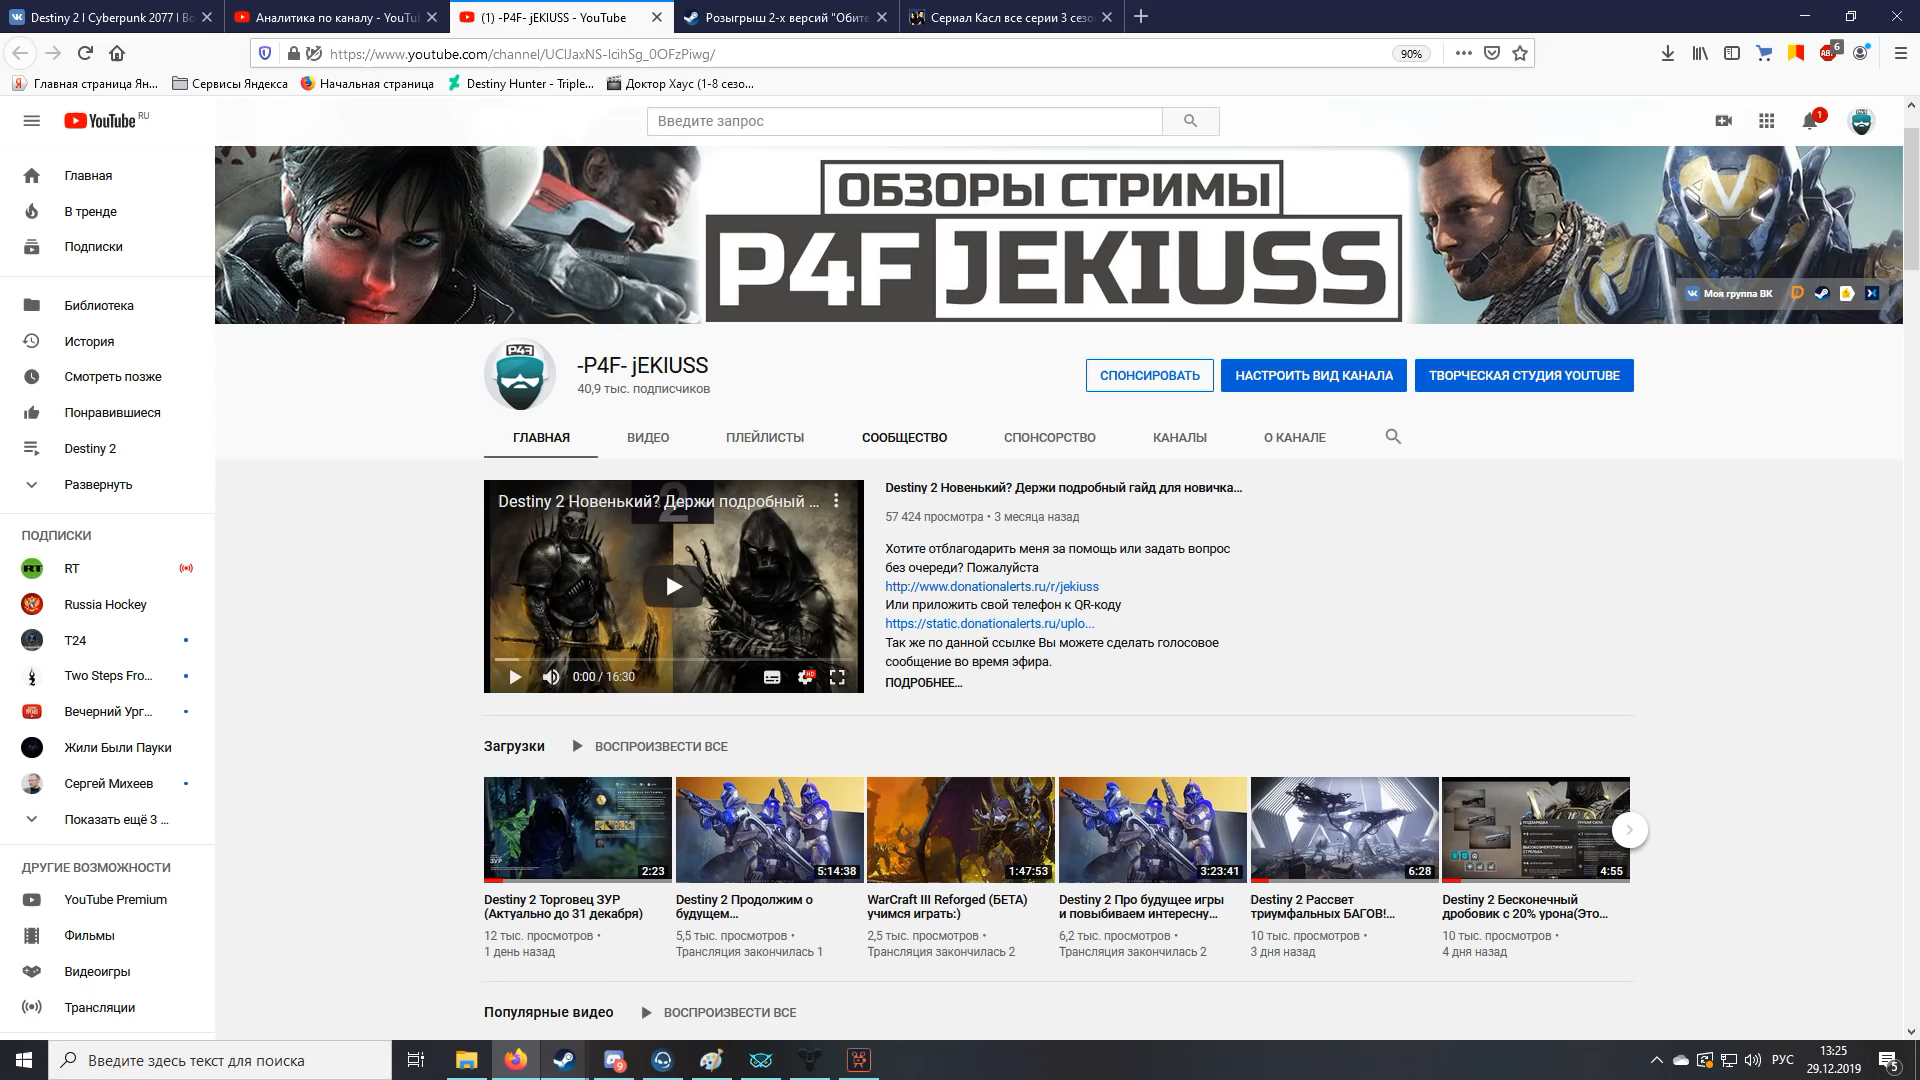 Destiny 2 l Cyberpunk 2077 l Bo
Аналитика по каналу - YouTu
(1) -P4F- jEKIUSS - YouTube
Розыгрыш 2-х версий "Обите
Сериал Касл все серии 3 сезо
https://www.youtube.com/channel/UClJaxNS-lcihSg_0OFzPiwg/
90%
6
Главная страница Ян...
Сервисы Яндекса
Начальная страница
Destiny Hunter - Triple...
Доктор Хаус (1-8 сезо...
YouTube RU
Введите запрос
1
Главная
В тренде
Подписки
Библиотека
История
Смотреть позже
Понравившиеся
Destiny 2
Развернуть
ПОДПИСКИ
RT
Russia Hockey
T24
Two Steps Fro...
Вечерний Ург...
Жили Были Пауки
Сергей Михеев
Показать ещё 3 ...
ДРУГИЕ ВОЗМОЖНОСТИ
YouTube Premium
Фильмы
Видеоигры
Трансляции
ОБЗОРЫ СТРИМЫ
P4F JEKIUSS
Моя группа ВК
P4F
-P4F- jEKIUSS
40,9 тыс. подписчиков
СПОНСИРОВАТЬ
НАСТРОИТЬ ВИД КАНАЛА
ТВОРЧЕСКАЯ СТУДИЯ YOUTUBE
ГЛАВНАЯ
ВИДЕО
ПЛЕЙЛИСТЫ
СООБЩЕСТВО
СПОНСОРСТВО
КАНАЛЫ
О КАНАЛЕ
Destiny 2 Новенький? Держи подробный ...
0:00 / 16:30
HD
Destiny 2 Новенький? Держи подробный гайд для новичка...
57 424 просмотра • 3 месяца назад
Хотите отблагодарить меня за помощь или задать вопрос
без очереди? Пожалуйста
http://www.donationalerts.ru/r/jekiuss
Или приложить свой телефон к QR-коду
https://static.donationalerts.ru/uplo...
Так же по данной ссылке Вы можете сделать голосовое
сообщение во время эфира.
ПОДРОБНЕЕ...
Загрузки
ВОСПРОИЗВЕСТИ ВСЕ
2:23
Destiny 2 Торговец ЗУР
(Актуально до 31 декабря)
12 тыс. просмотров •
1 день назад
5:14:38
Destiny 2 Продолжим о
будущем...
5,5 тыс. просмотров •
Трансляция закончилась 1
1:47:53
WarCraft III Reforged (БЕТА)
учимся играть:)
2,5 тыс. просмотров •
Трансляция закончилась 2
3:23:41
Destiny 2 Про будущее игры
и повыбиваем интересну...
6,2 тыс. просмотров •
Трансляция закончилась 2
6:28
Destiny 2 Рассвет
триумфальных БАГОВ!...
10 тыс. просмотров •
3 дня назад
4:55
Destiny 2 Бесконечный
дробовик с 20% урона(Это...
10 тыс. просмотров •
4 дня назад
Популярные видео
ВОСПРОИЗВЕСТИ ВСЕ
Введите здесь текст для поиска
9
РУС
13:25
29.12.2019
5